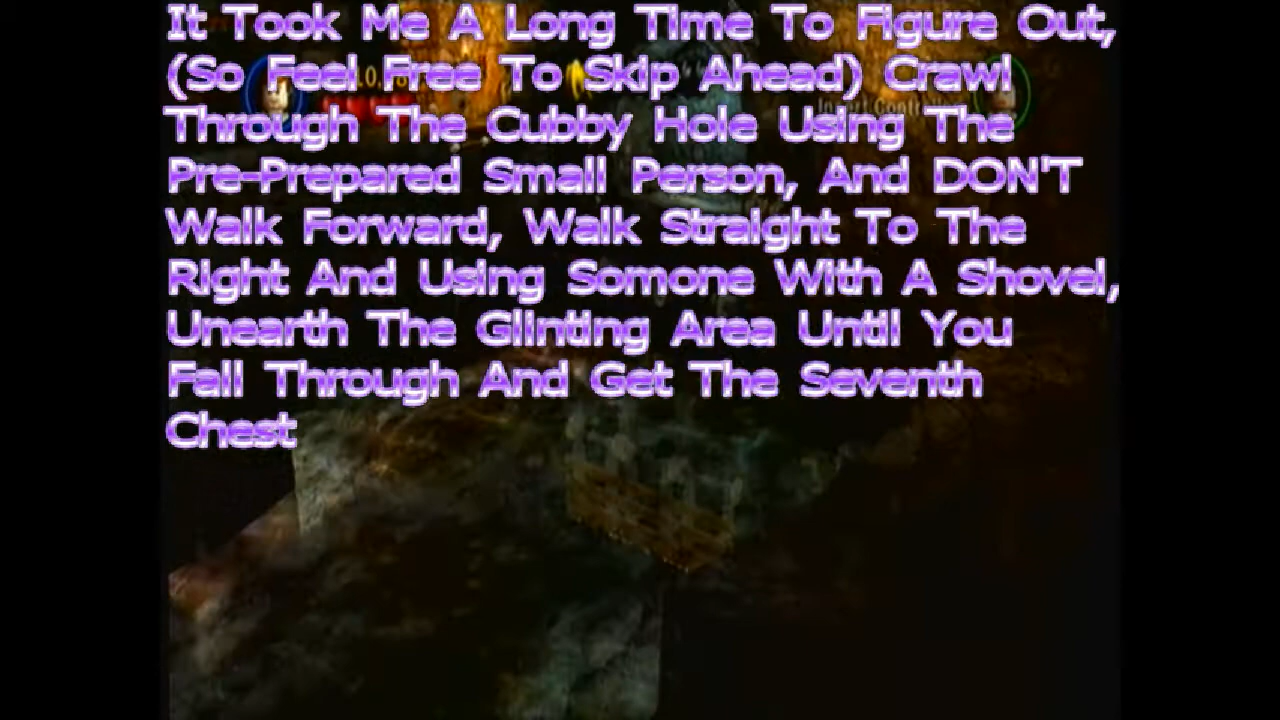 It Took Me A Long Time To Figure Out,
(So Feel Free To Skip Ahead) Crawl
Through The Cubby Hole Using The
Pre-Prepared Small Person, And DON'T
Walk Forward, Walk Straight To The
Right And Using Somone With A Shovel,
Unearth The Glinting Area Until You
Fall Through And Get The Seventh
Chest